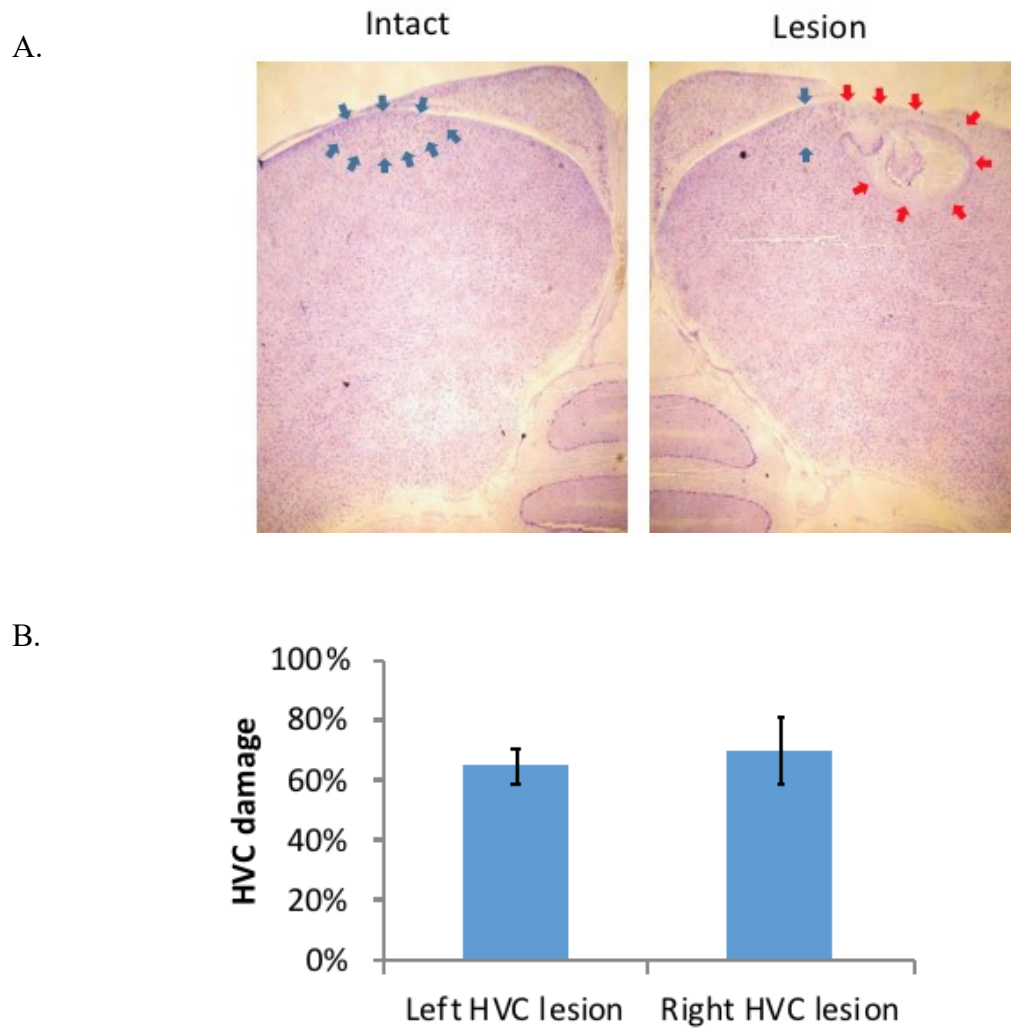 A.
Intact
Lesion
B.
HVC damage
100%
80%
60%
40%
20%
0%
Left HVC lesion
Right HVC lesion